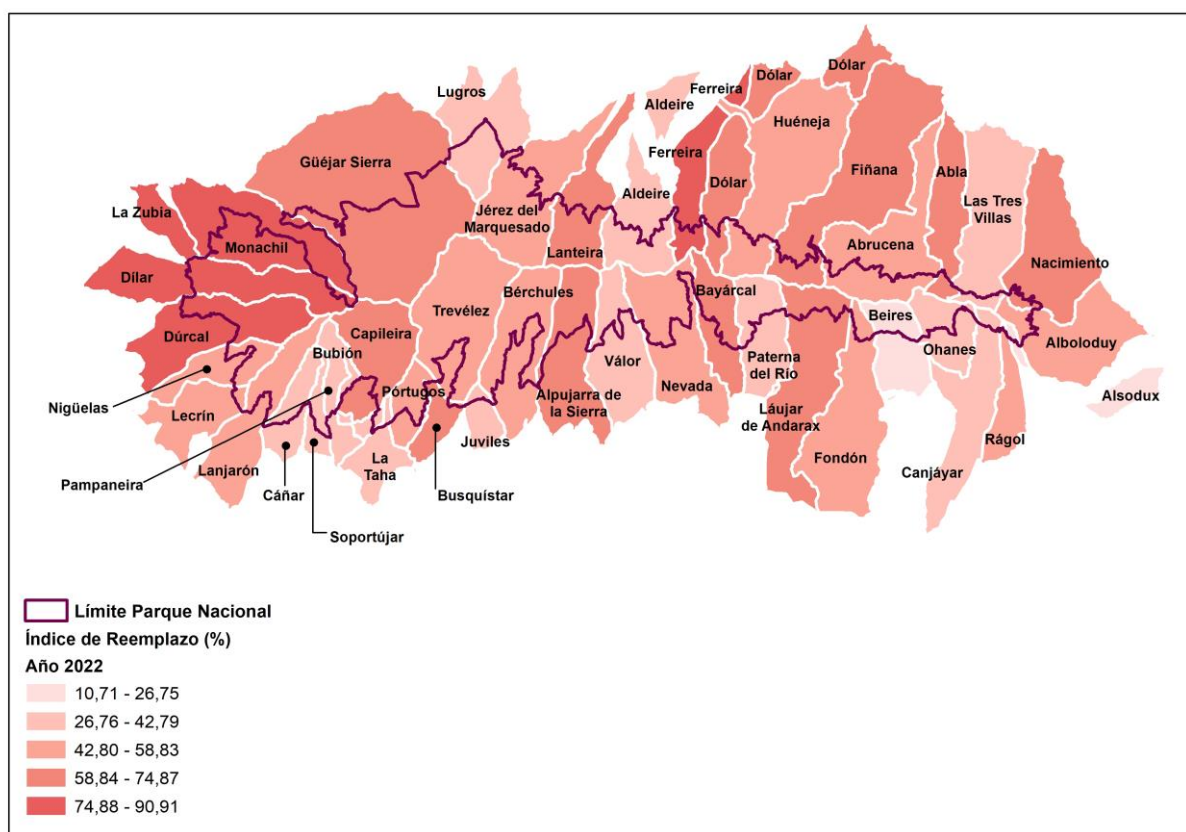 Lugros
Aldeire
Ferreira
Dólar
Dólar
Güéjar Sierra
Huéneja
Ferreira
Fiñana
Abla
Aldeire
Dólar
Las Tres
Villas
La Zubia
Monachil
Jérez del
Marquesado
Lanteira
Abrucena
Nacimiento
Dílar
Bérchules
Bayárcal
Trevélez
Beires
Dúrcal
Capileira
Bubión
Válor
Paterna
del Río
Ohanes
Alboloduy
Nigüelas
Pórtugos
Alpujarra de
la Sierra
Nevada
Alsodux
Lecrín
Láujar
de Andarax
Juviles
Rágol
Lanjarón
La
Taha
Fondón
Canjáyar
Pampaneira
Cáñar
Busquístar
Soportújar
Límite Parque Nacional
Índice de Reemplazo (%)
Año 2022
10,71 - 26,75
26,76 - 42,79
42,80 - 58,83
58,84 - 74,87
74,88 - 90,91